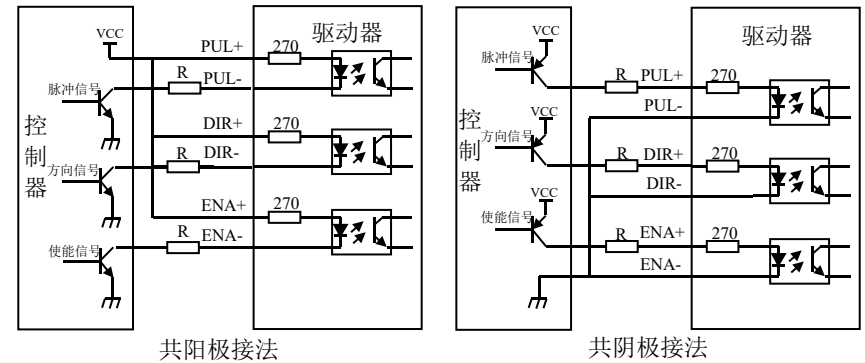 VCC
PUL+
270
驱动器
脉冲信号
R
PUL-
控制器
DIR+
270
方向信号
R
DIR-
ENA+
270
使能信号
R
ENA-
共阳极接法
VCC
驱动器
脉冲信号
R
PUL+
270
PUL-
控制器
VCC
方向信号
R
DIR+
270
DIR-
VCC
使能信号
R
ENA+
270
ENA-
共阴极接法